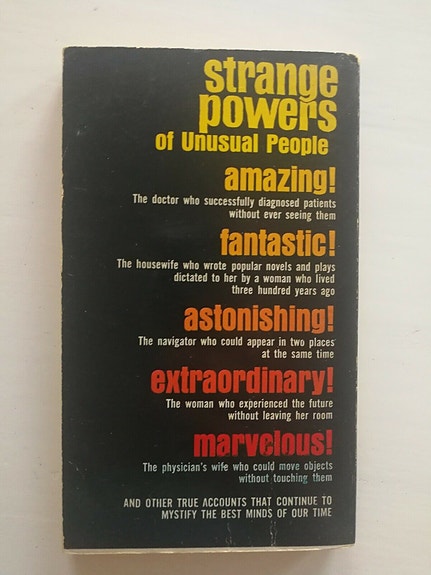 strange
powers
of Unusual People
amazing!
The doctor who successfully diagnosed patients
without ever seeing them
fantastic!
The housewife who wrote popular novels and plays
dictated to her by a woman who lived
three hundred years ago
astonishing!
The navigator who could appear in two places
at the same time
extraordinary!
The woman who experienced the future
without leaving her room
marvelous!
The physician's wife who could move objects
without touching them
AND OTHER TRUE ACCOUNTS THAT CONTINUE TO
MYSTIFY THE BEST MINDS OF OUR TIME